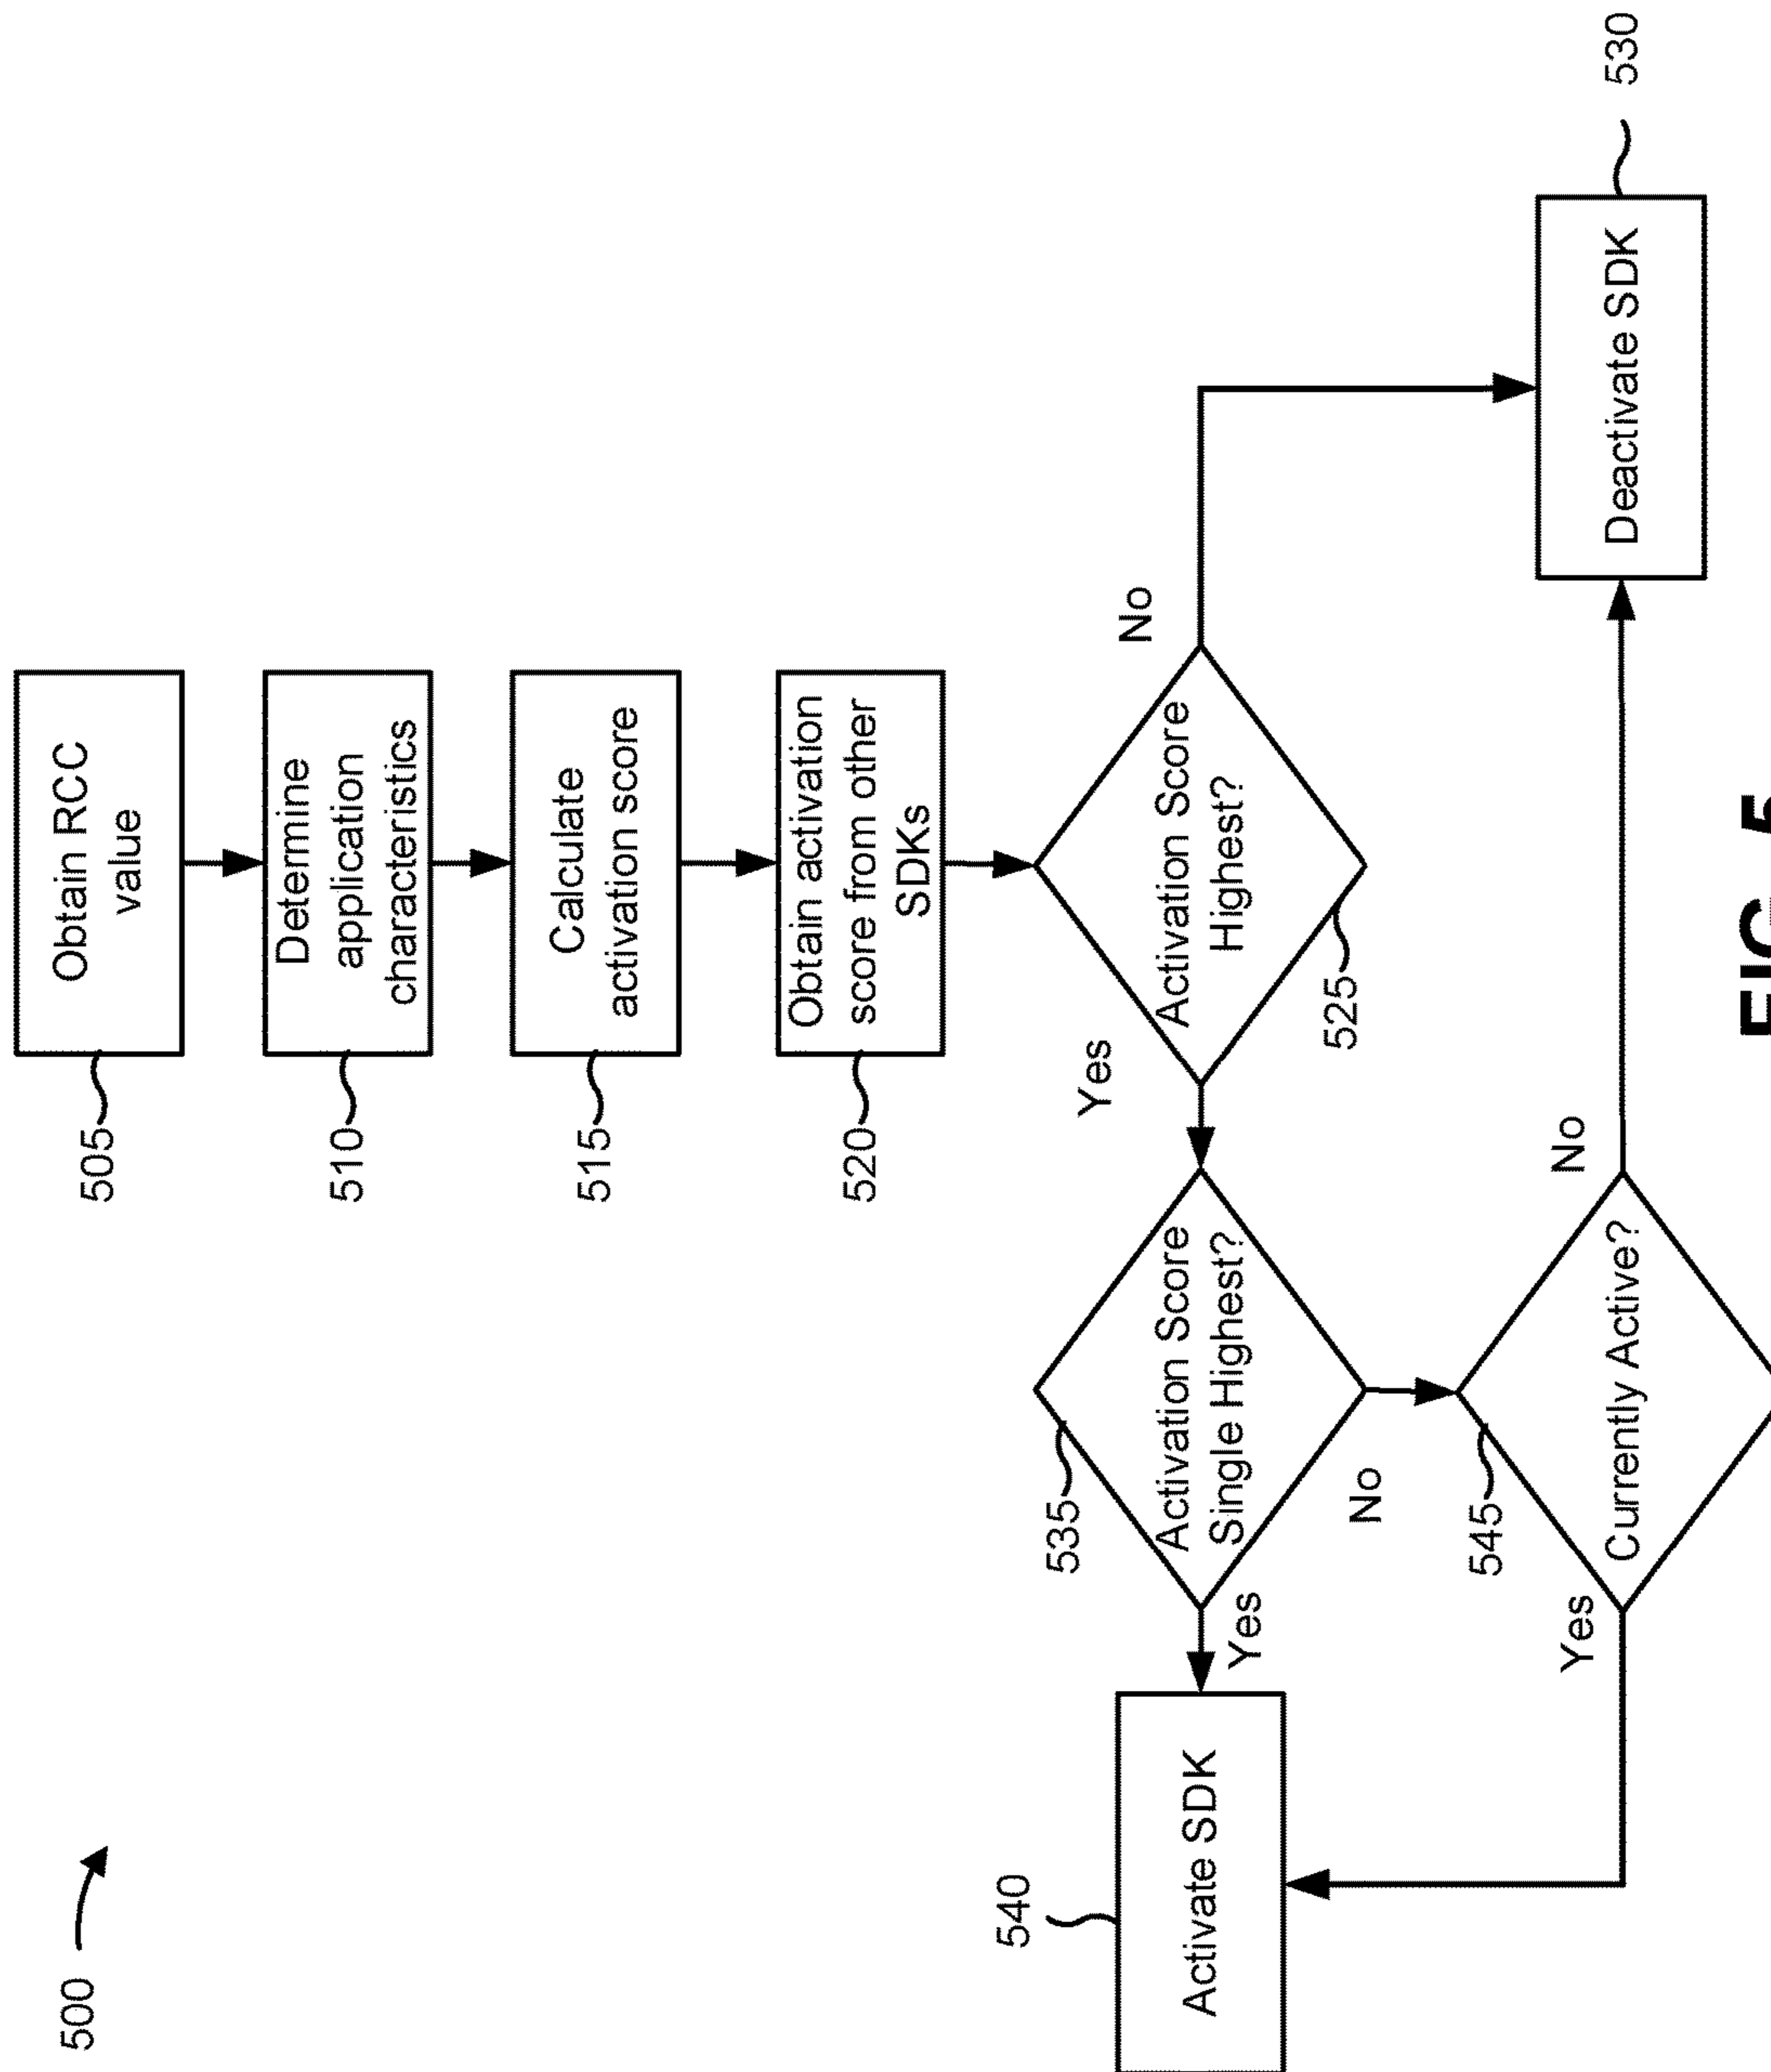 500
505
Obtain RCC
value
510
Determine
application
characteristics
515
Calculate
activation score
520
Obtain activation
score from other
SDKs
525
Activation Score
Highest?
Yes
No
535
Activation Score
Single Highest?
Yes
No
540
Activate SDK
545
Currently Active?
Yes
No
Deactivate SDK
530
FIG. 5